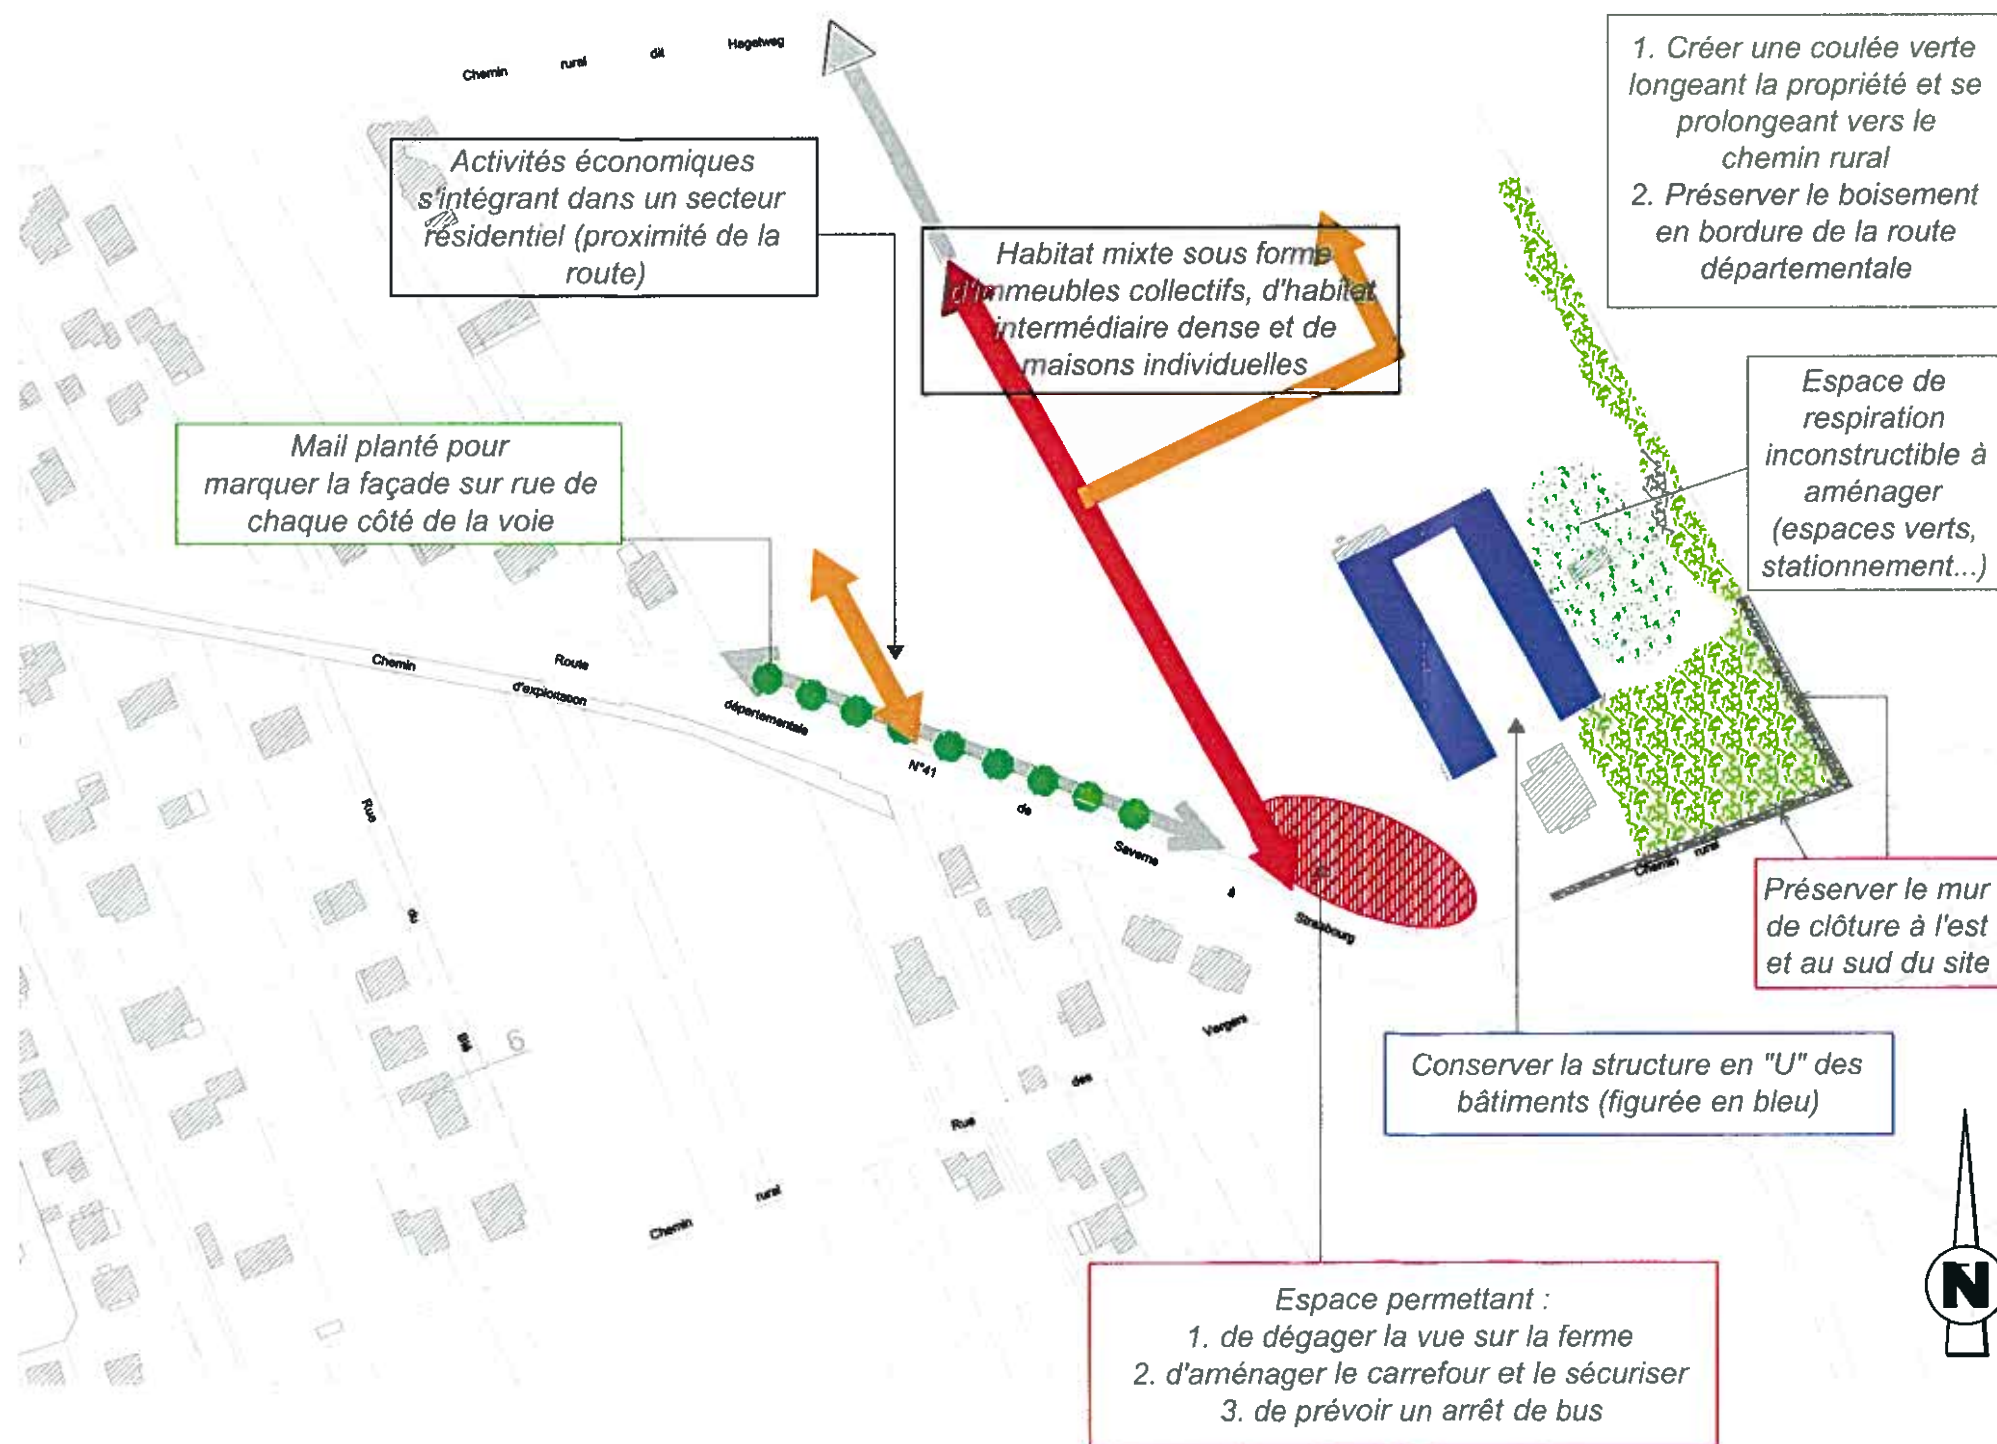 Chemin rural dit Hagelweg
1. Créer une coulée verte
longeant la propriété et se
prolongeant vers le
chemin rural
2. Préserver le boisement
en bordure de la route
départementale
Activités économiques
s'intégrant dans un secteur
résidentiel (proximité de la
route)
Habitat mixte sous forme
d'immeubles collectifs, d'habitat
intermédiaire dense et de
maisons individuelles
Espace de
respiration
inconstructible à
aménager
(espaces verts,
stationnement...)
Mail planté pour
marquer la façade sur rue de
chaque côté de la voie
Chemin d'exploitation
Route départementale N°41 de Saverne à Strasbourg
Chemin rural
Préserver le mur
de clôture à l'est
et au sud du site
Rue du Blé
6
Rue des Vergers
Conserver la structure en "U" des
bâtiments (figurée en bleu)
Chemin rural
N
Espace permettant :
1. de dégager la vue sur la ferme
2. d'aménager le carrefour et le sécuriser
3. de prévoir un arrêt de bus